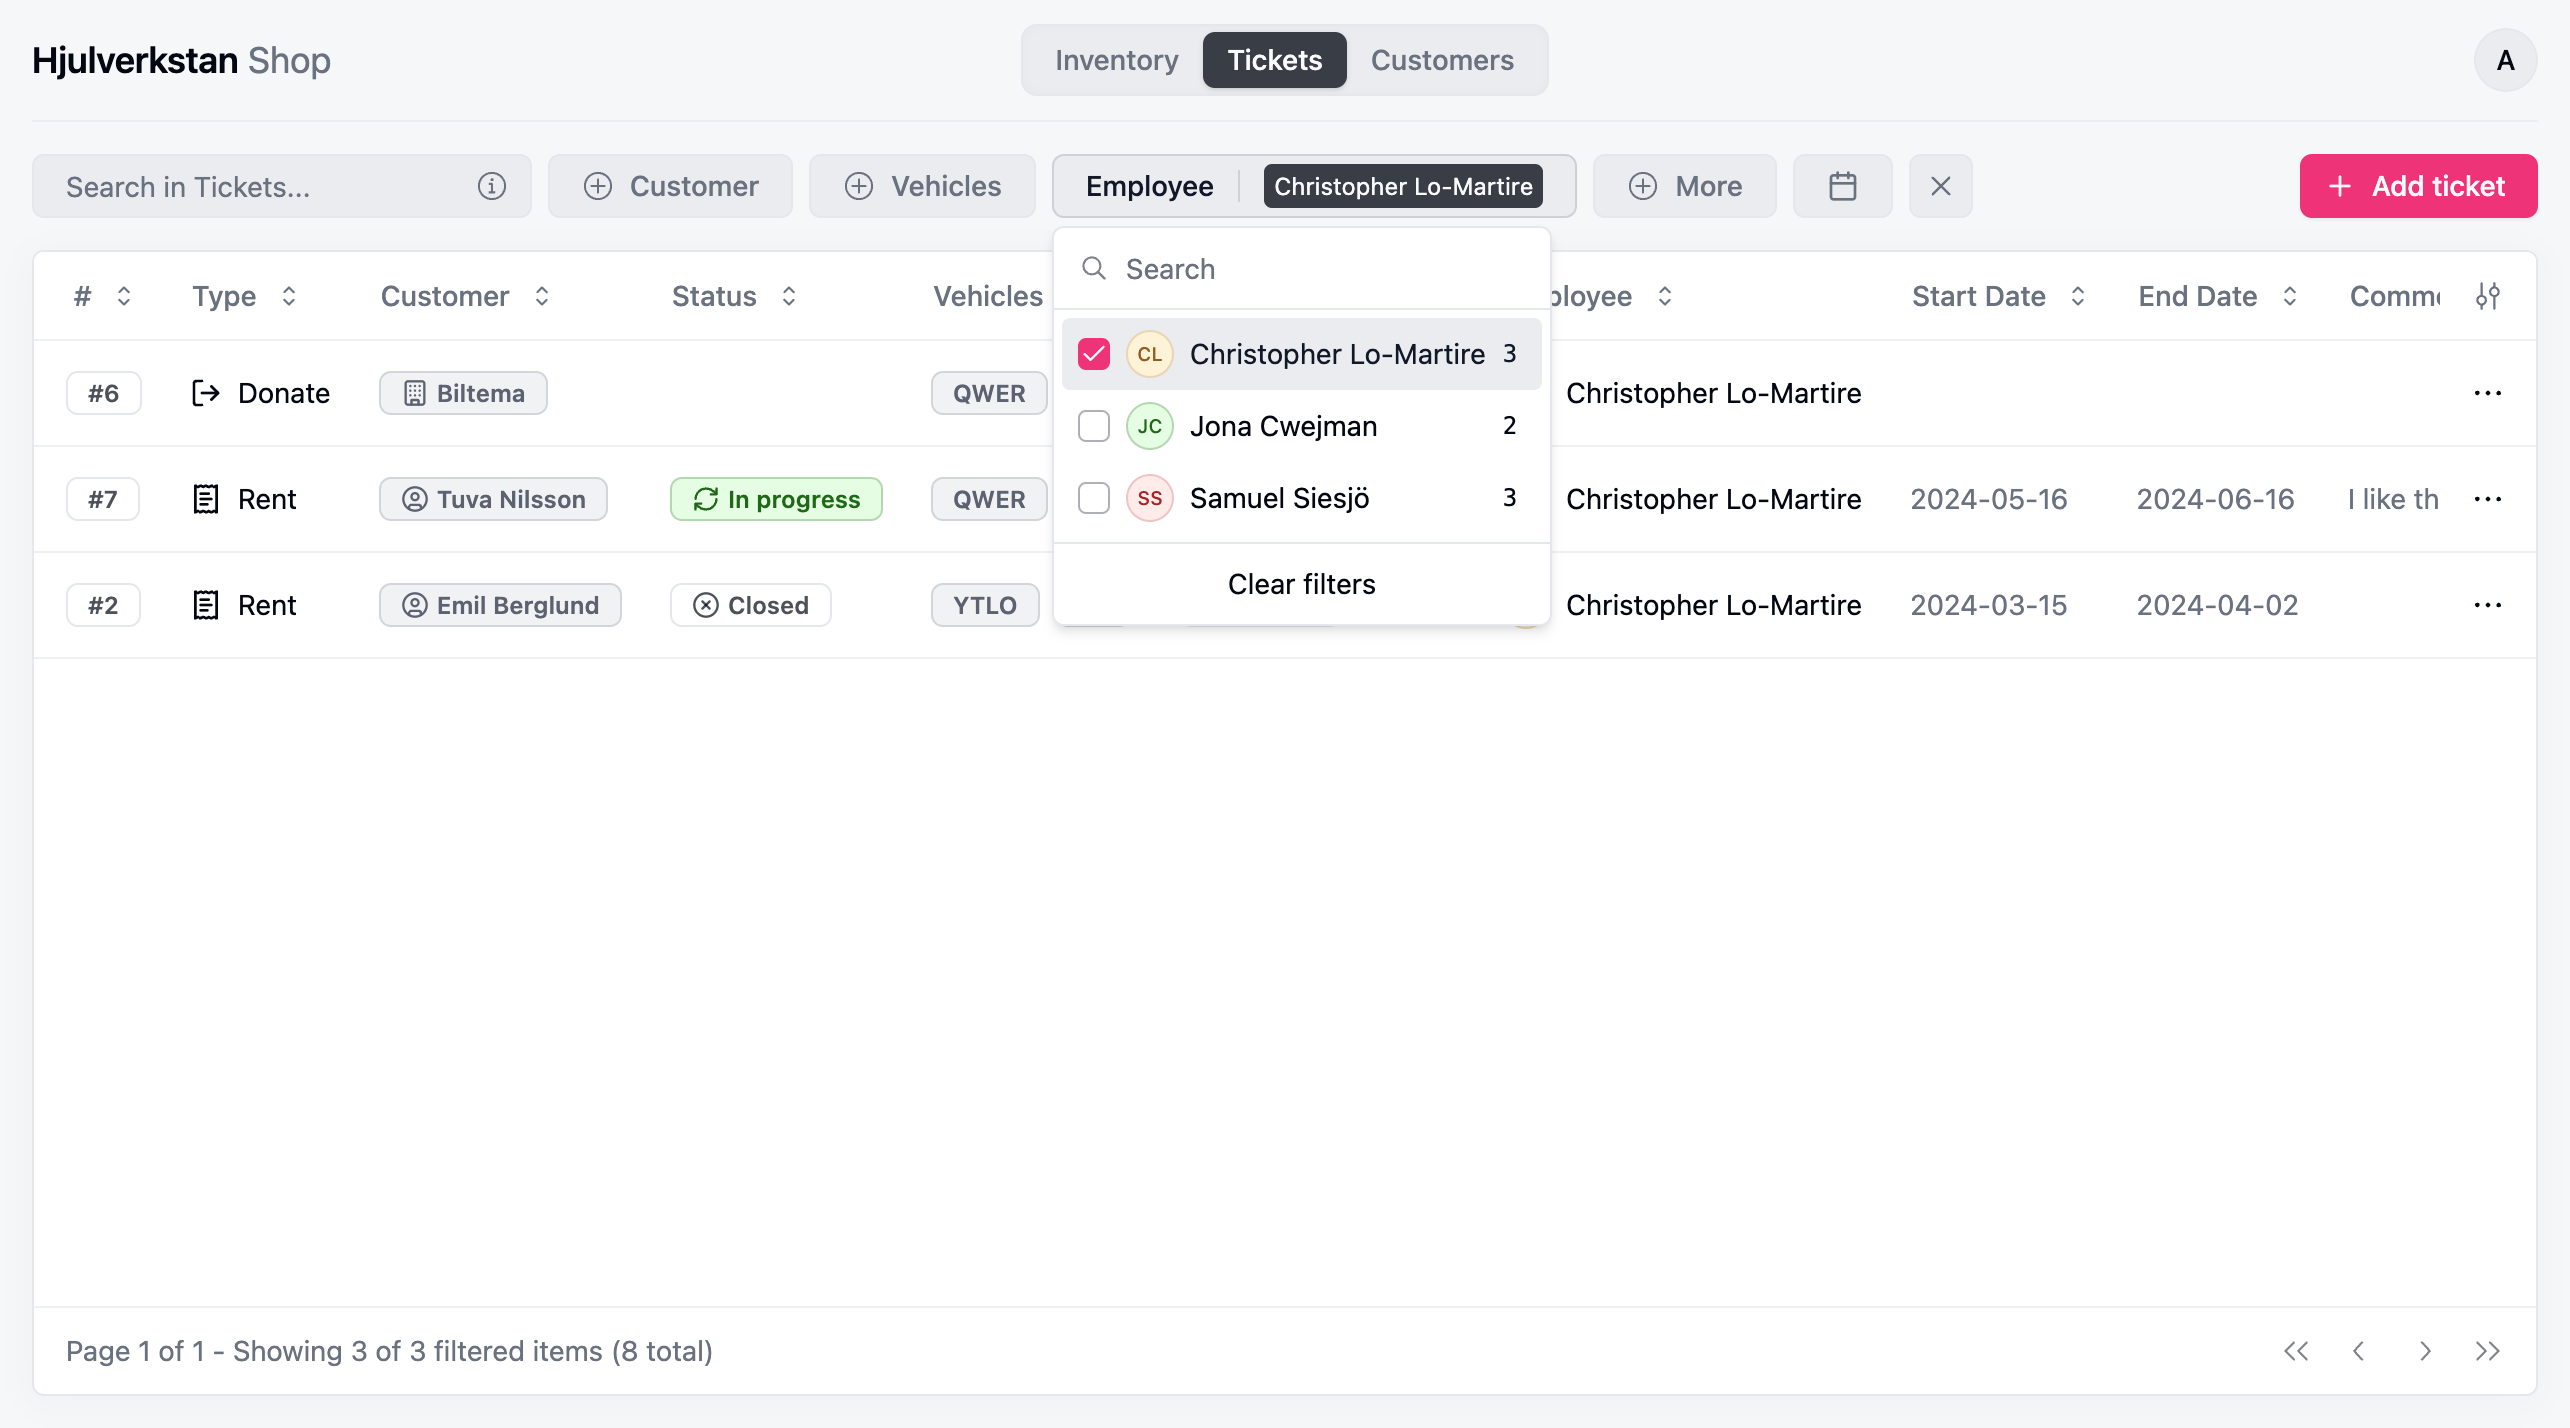 Hjulverkstan Shop
Inventory Tickets Customers
A
Search in Tickets...
Customer
Vehicles
Employee Christopher Lo-Martire
More
Add ticket
# Type Customer Status Vehicles ployee Start Date End Date Comme
#6 Donate Biltema QWER Christopher Lo-Martire
#7 Rent Tuva Nilsson In progress QWER Christopher Lo-Martire 2024-05-16 2024-06-16 I like th
#2 Rent Emil Berglund Closed YTLO Christopher Lo-Martire 2024-03-15 2024-04-02
Search
CL Christopher Lo-Martire 3
JC Jona Cwejman 2
SS Samuel Siesjö 3
Clear filters
Page 1 of 1 - Showing 3 of 3 filtered items (8 total)